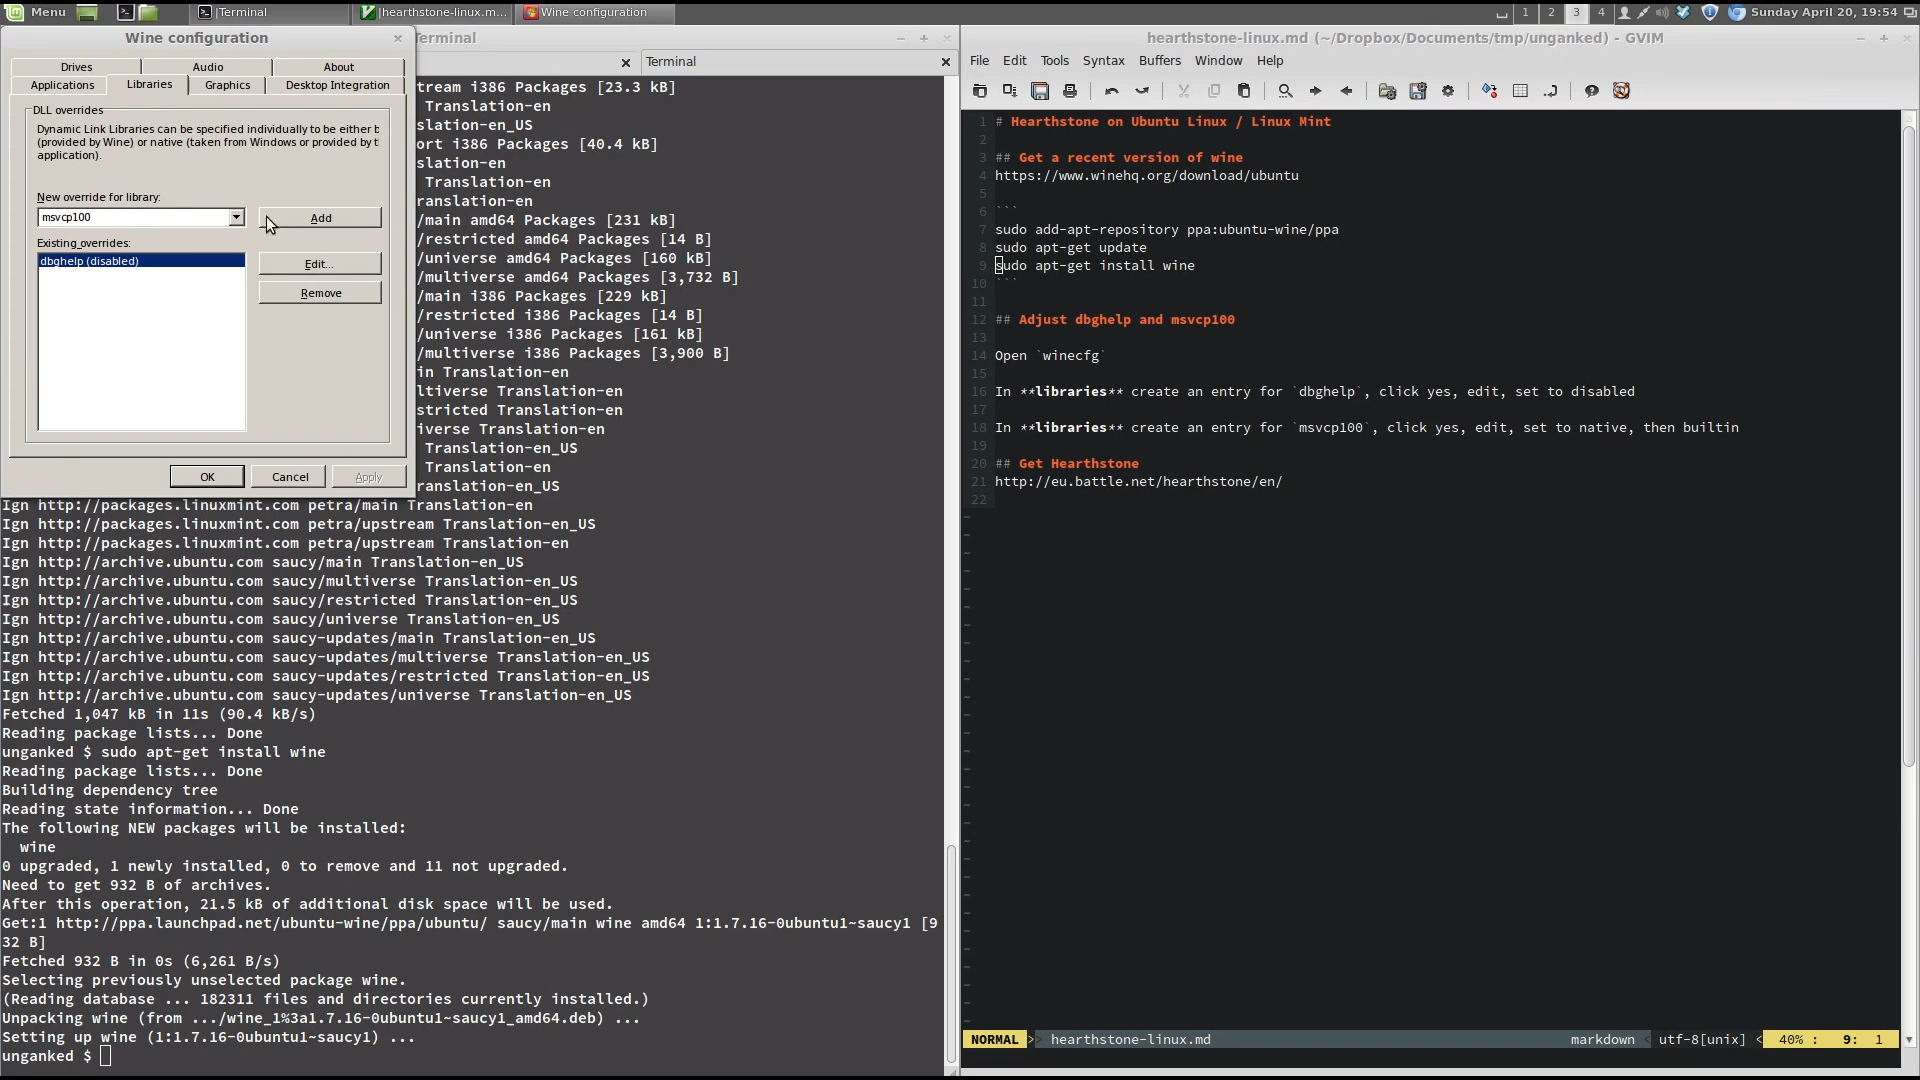 Menu
Terminal
hearthstone-linux.m...
Wine configuration
1 2 3 4
Sunday April 20, 19:54
Wine configuration
Drives Audio About
Applications Libraries Graphics Desktop Integration
DLL overrides
Dynamic Link Libraries can be specified individually to be either b
(provided by Wine) or native (taken from Windows or provided by t
application).
New override for library:
msvcp100
Add
Existing overrides:
dbghelp (disabled)
Edit...
Remove
OK Cancel Apply
Terminal
Terminal
tream i386 Packages [23.3 kB]
Translation-en
slation-en_US
ort i386 Packages [40.4 kB]
slation-en
Translation-en
ranslation-en
/main amd64 Packages [231 kB]
/restricted amd64 Packages [14 B]
/universe amd64 Packages [160 kB]
/multiverse amd64 Packages [3,732 B]
/main i386 Packages [229 kB]
/restricted i386 Packages [14 B]
/universe i386 Packages [161 kB]
/multiverse i386 Packages [3,900 B]
in Translation-en
ltiverse Translation-en
stricted Translation-en
iverse Translation-en
Translation-en_US
Translation-en
ranslation-en_US
Ign http://packages.linuxmint.com petra/main Translation-en
Ign http://packages.linuxmint.com petra/upstream Translation-en_US
Ign http://packages.linuxmint.com petra/upstream Translation-en
Ign http://archive.ubuntu.com saucy/main Translation-en_US
Ign http://archive.ubuntu.com saucy/multiverse Translation-en_US
Ign http://archive.ubuntu.com saucy/restricted Translation-en_US
Ign http://archive.ubuntu.com saucy/universe Translation-en_US
Ign http://archive.ubuntu.com saucy-updates/main Translation-en_US
Ign http://archive.ubuntu.com saucy-updates/multiverse Translation-en_US
Ign http://archive.ubuntu.com saucy-updates/restricted Translation-en_US
Ign http://archive.ubuntu.com saucy-updates/universe Translation-en_US
Fetched 1,047 kB in 11s (90.4 kB/s)
Reading package lists... Done
unganked $ sudo apt-get install wine
Reading package lists... Done
Building dependency tree
Reading state information... Done
The following NEW packages will be installed:
wine
0 upgraded, 1 newly installed, 0 to remove and 11 not upgraded.
Need to get 932 B of archives.
After this operation, 21.5 kB of additional disk space will be used.
Get:1 http://ppa.launchpad.net/ubuntu-wine/ppa/ubuntu/ saucy/main wine amd64 1:1.7.16-0ubuntu1~saucy1 [9
32 B]
Fetched 932 B in 0s (6,261 B/s)
Selecting previously unselected package wine.
(Reading database ... 182311 files and directories currently installed.)
Unpacking wine (from .../wine_1%3a1.7.16-0ubuntu1~saucy1_amd64.deb) ...
Setting up wine (1:1.7.16-0ubuntu1~saucy1) ...
unganked $
hearthstone-linux.md (~/Dropbox/Documents/tmp/unganked) - GVIM
File Edit Tools Syntax Buffers Window Help
1 # Hearthstone on Ubuntu Linux / Linux Mint
2
3 ## Get a recent version of wine
4 https://www.winehq.org/download/ubuntu
5
6 ```
7 sudo add-apt-repository ppa:ubuntu-wine/ppa
8 sudo apt-get update
9 sudo apt-get install wine
10 ```
11
12 ## Adjust dbghelp and msvcp100
13
14 Open `winecfg`
15
16 In **libraries** create an entry for `dbghelp`, click yes, edit, set to disabled
17
18 In **libraries** create an entry for `msvcp100`, click yes, edit, set to native, then builtin
19
20 ## Get Hearthstone
21 http://eu.battle.net/hearthstone/en/
22
NORMAL >> hearthstone-linux.md markdown < utf-8[unix] < 40% : 9: 1